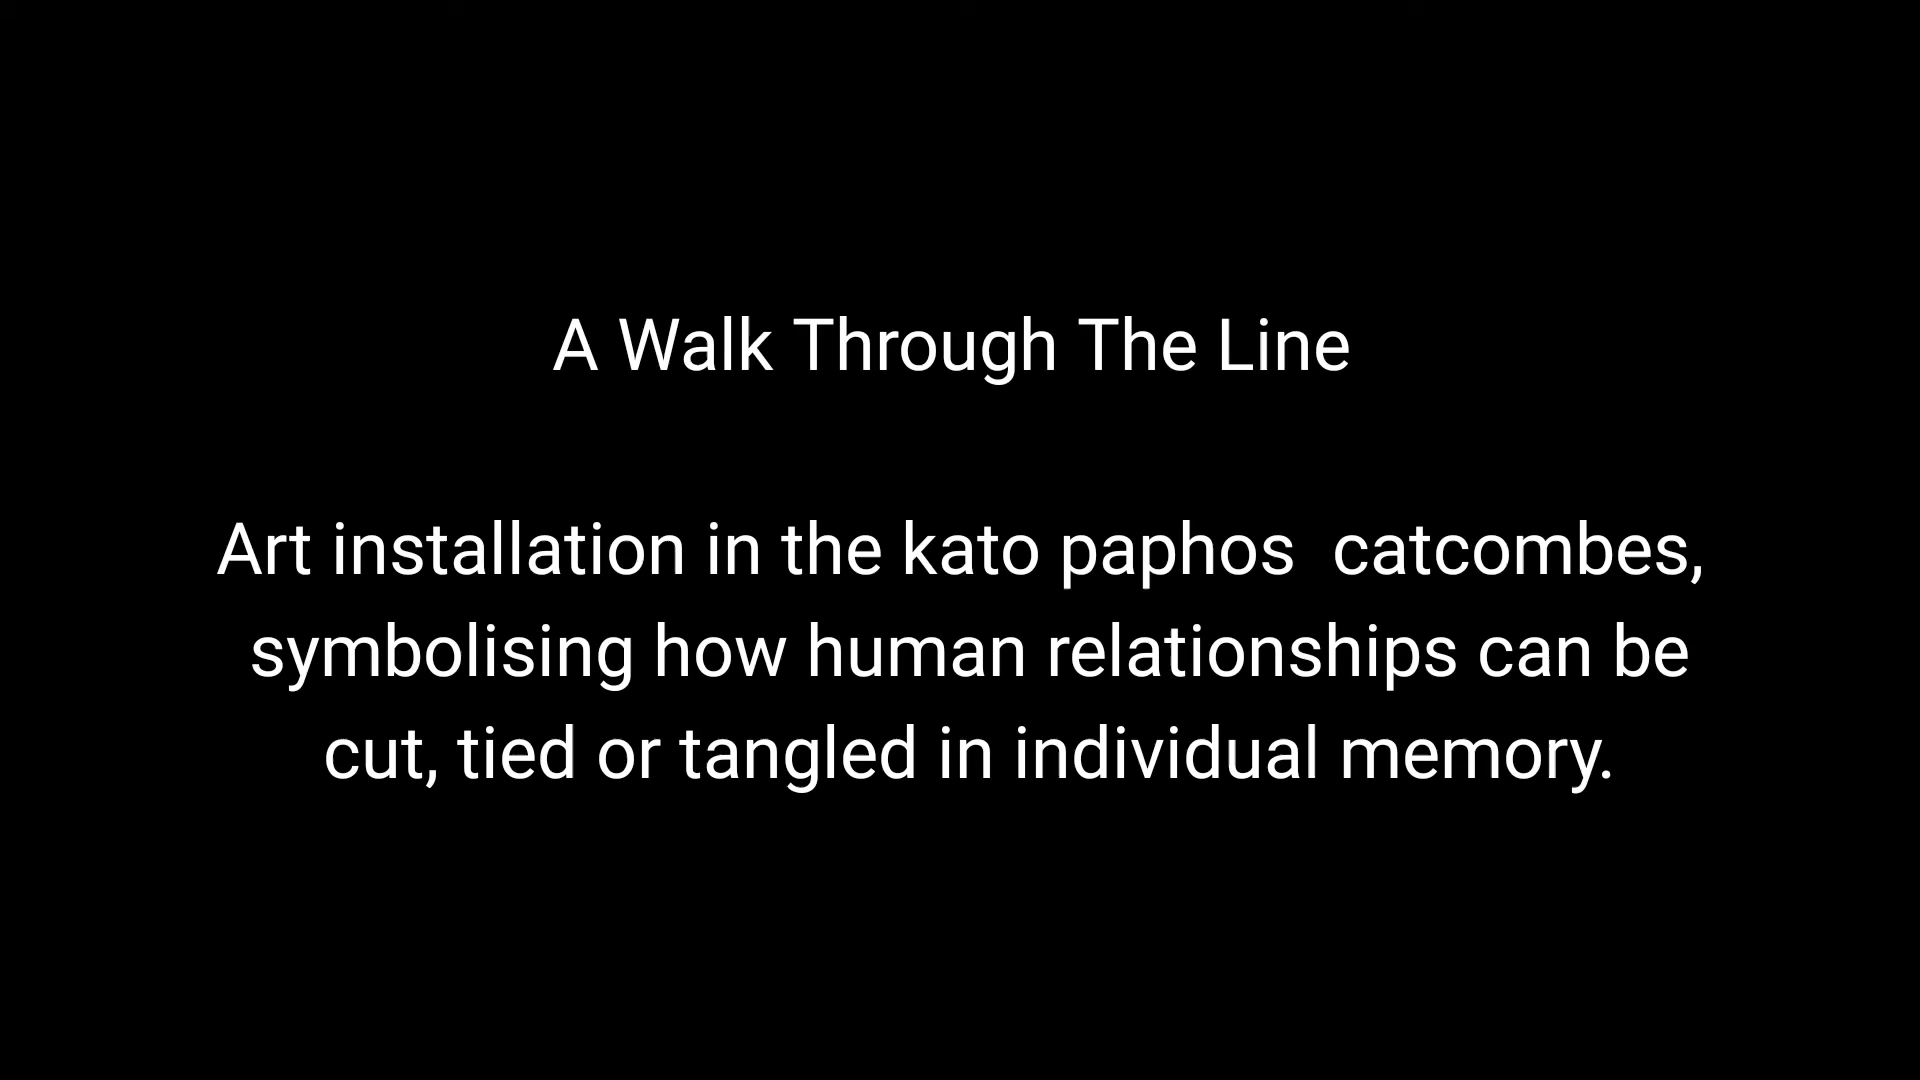 A Walk Through The Line
Art installation in the kato paphos  catcombes,
symbolising how human relationships can be
cut, tied or tangled in individual memory.